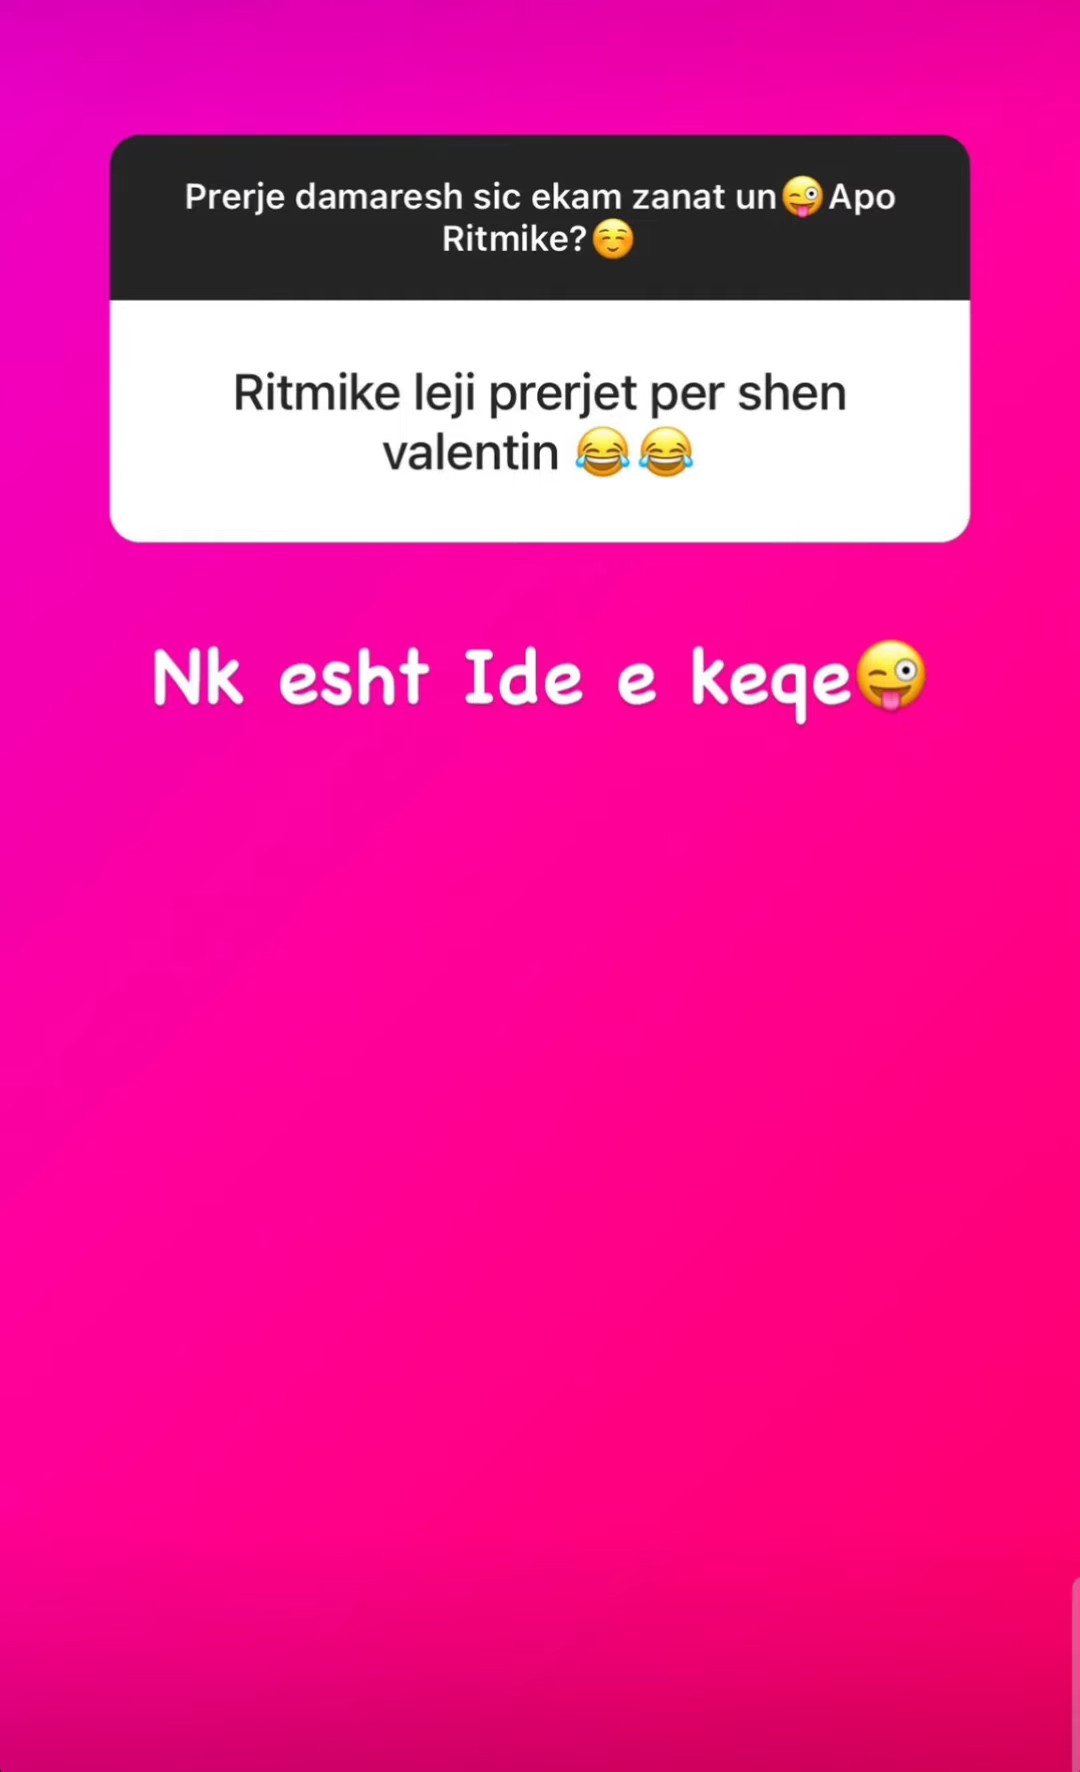 Prerje damaresh sic ekam zanat un😜Apo
Ritmike?☺️
Ritmike leji prerjet per shen
valentin 😂😂
Nk esht Ide e keqe😜